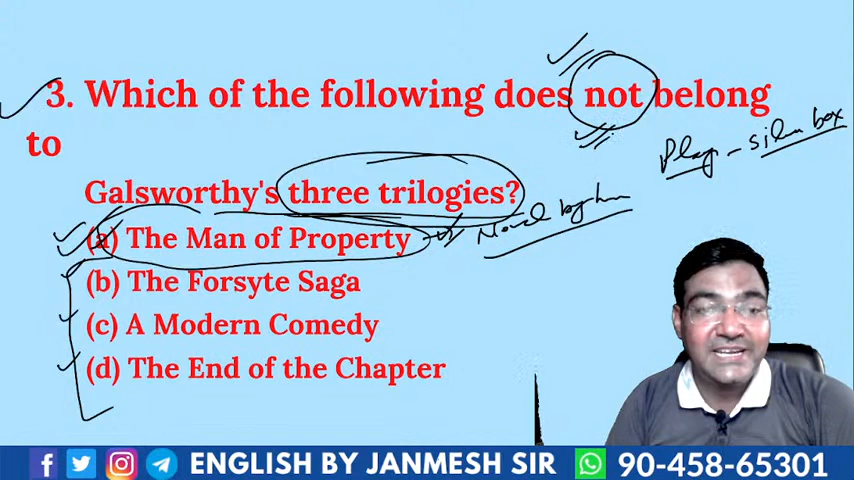 3. Which of the following does not belong
to
Play - silver box
Galsworthy's three trilogies?
Novel by him
(a) The Man of Property
(b) The Forsyte Saga
(c) A Modern Comedy
(d) The End of the Chapter
ENGLISH BY JANMESH SIR 90-458-65301